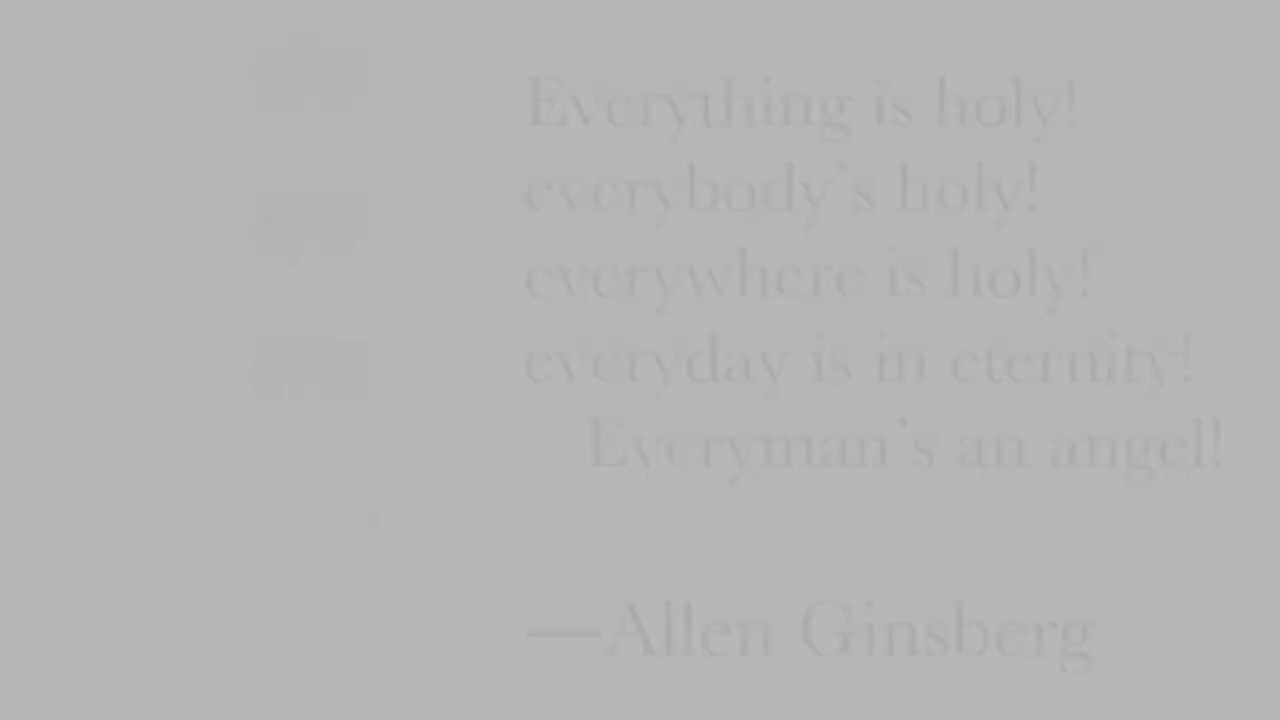 Everything is holy!
everybody's holy!
everywhere is holy!
everyday is in eternity!
Everyman's an angel!
—Allen Ginsberg